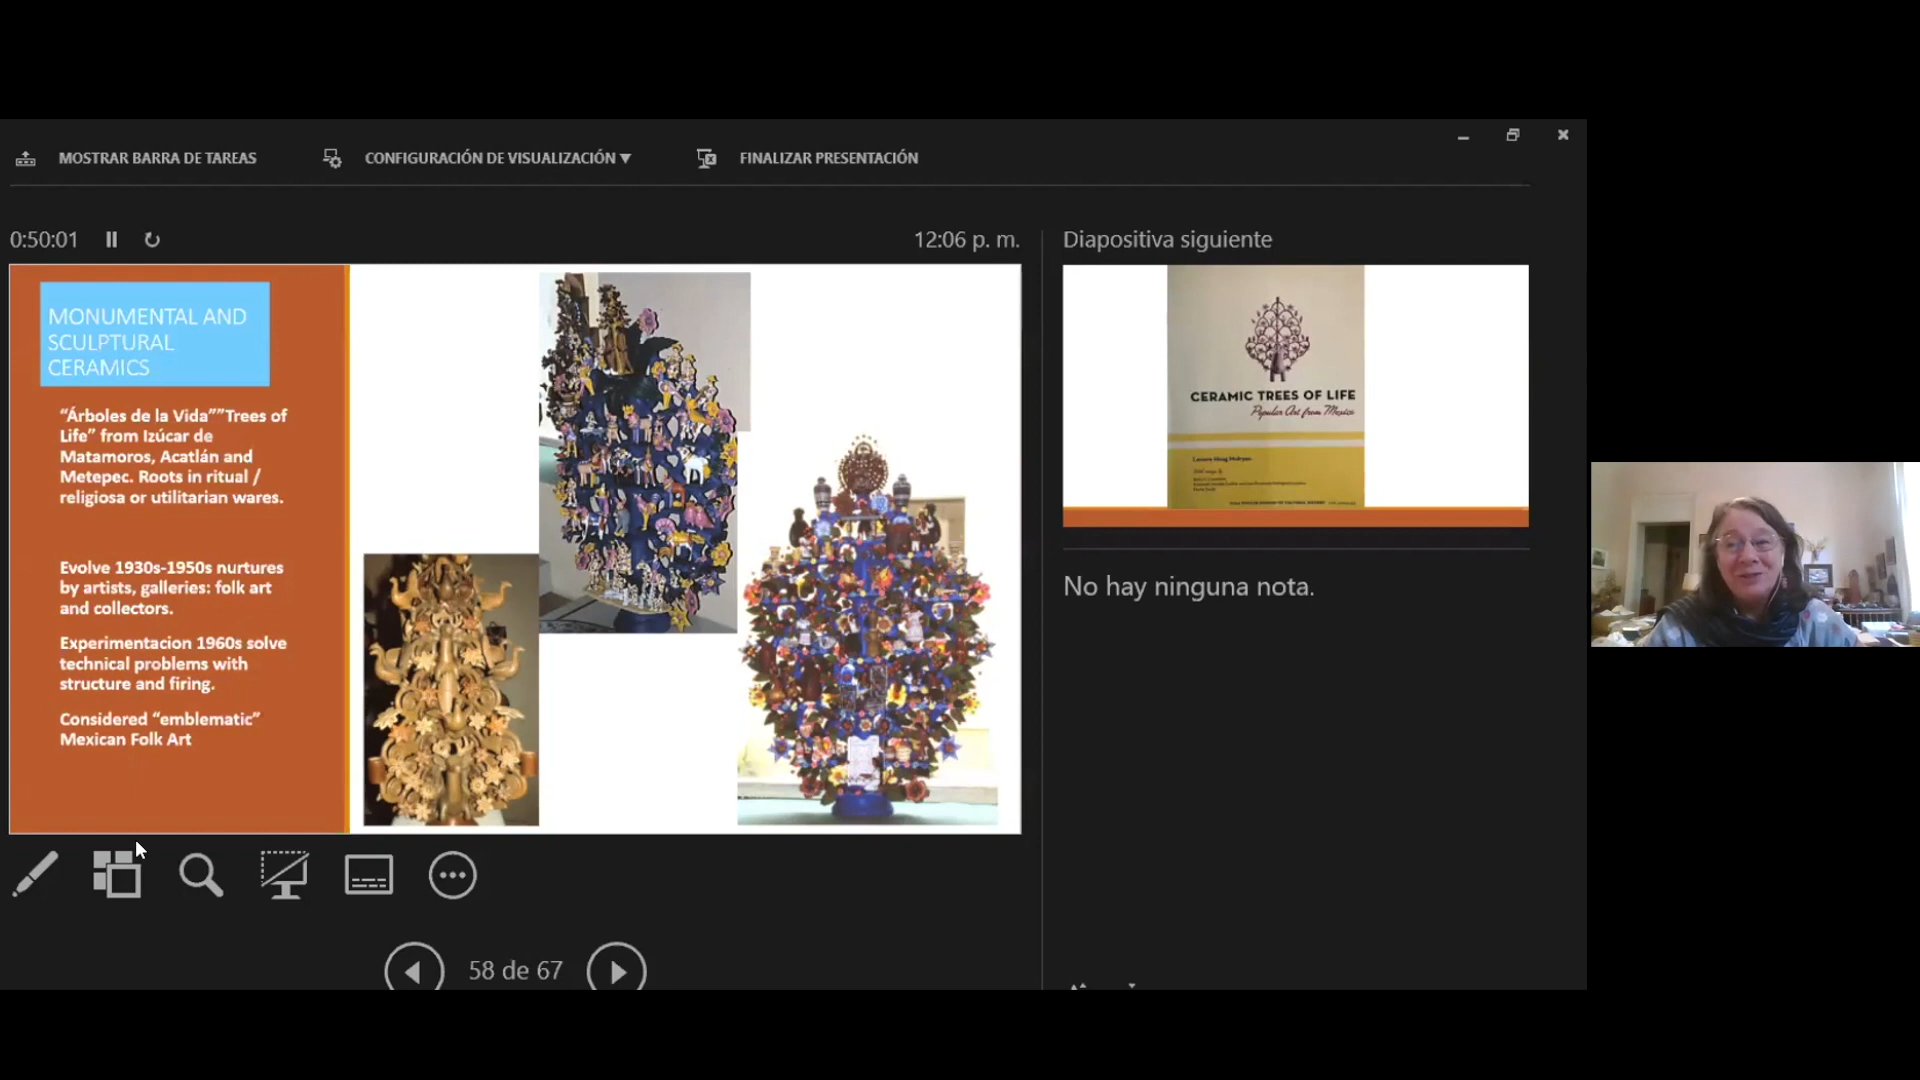 MOSTRAR BARRA DE TAREAS
CONFIGURACIÓN DE VISUALIZACIÓN
FINALIZAR PRESENTACIÓN
0:50:01
12:06 p. m.
MONUMENTAL AND
SCULPTURAL
CERAMICS
“Árboles de la Vida””Trees of
Life” from Izúcar de
Matamoros, Acatlán and
Metepec. Roots in ritual /
religiosa or utilitarian wares.
Evolve 1930s-1950s nurtures
by artists, galleries: folk art
and collectors.
Experimentacion 1960s solve
technical problems with
structure and firing.
Considered “emblematic”
Mexican Folk Art
58 de 67
Diapositiva siguiente
CERAMIC TREES OF LIFE
Popular Art from Mexico
No hay ninguna nota.